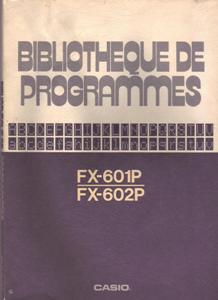 BIBLIOTHEQUE DE
PROGRAMMES
FX-601P
FX-602P
CASIO